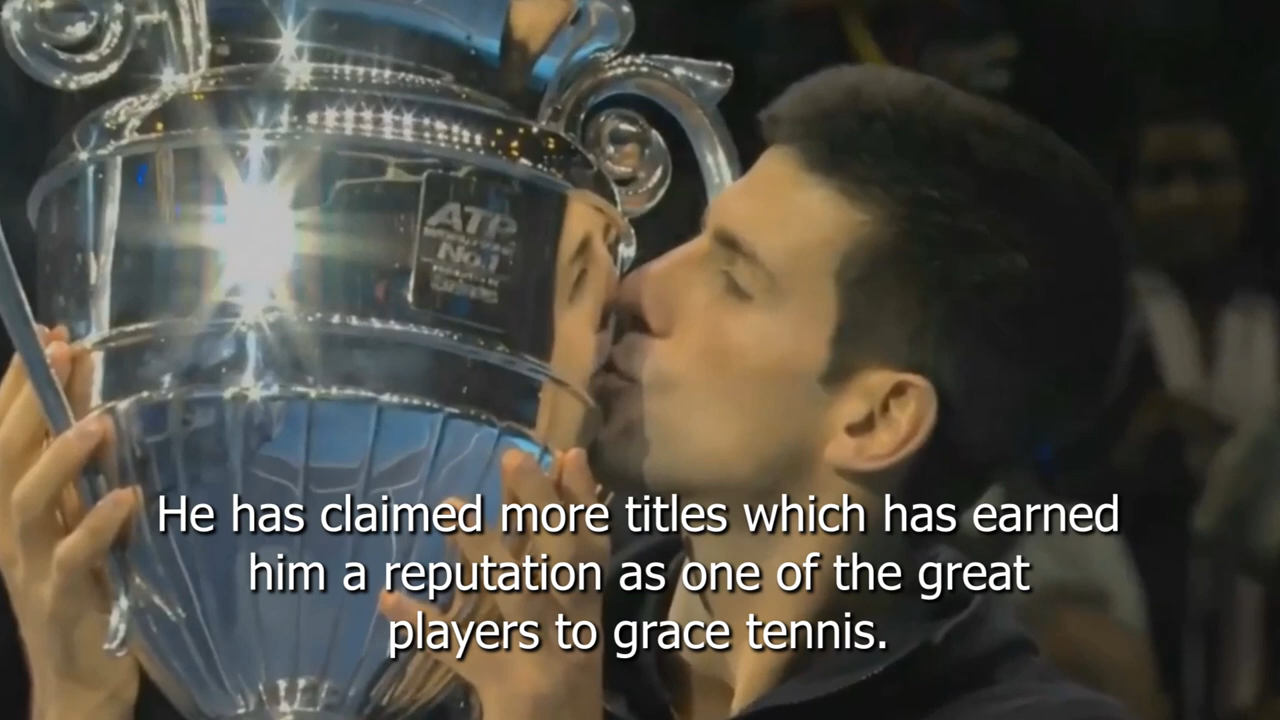 ATP
No.1
He has claimed more titles which has earned
him a reputation as one of the great
players to grace tennis.